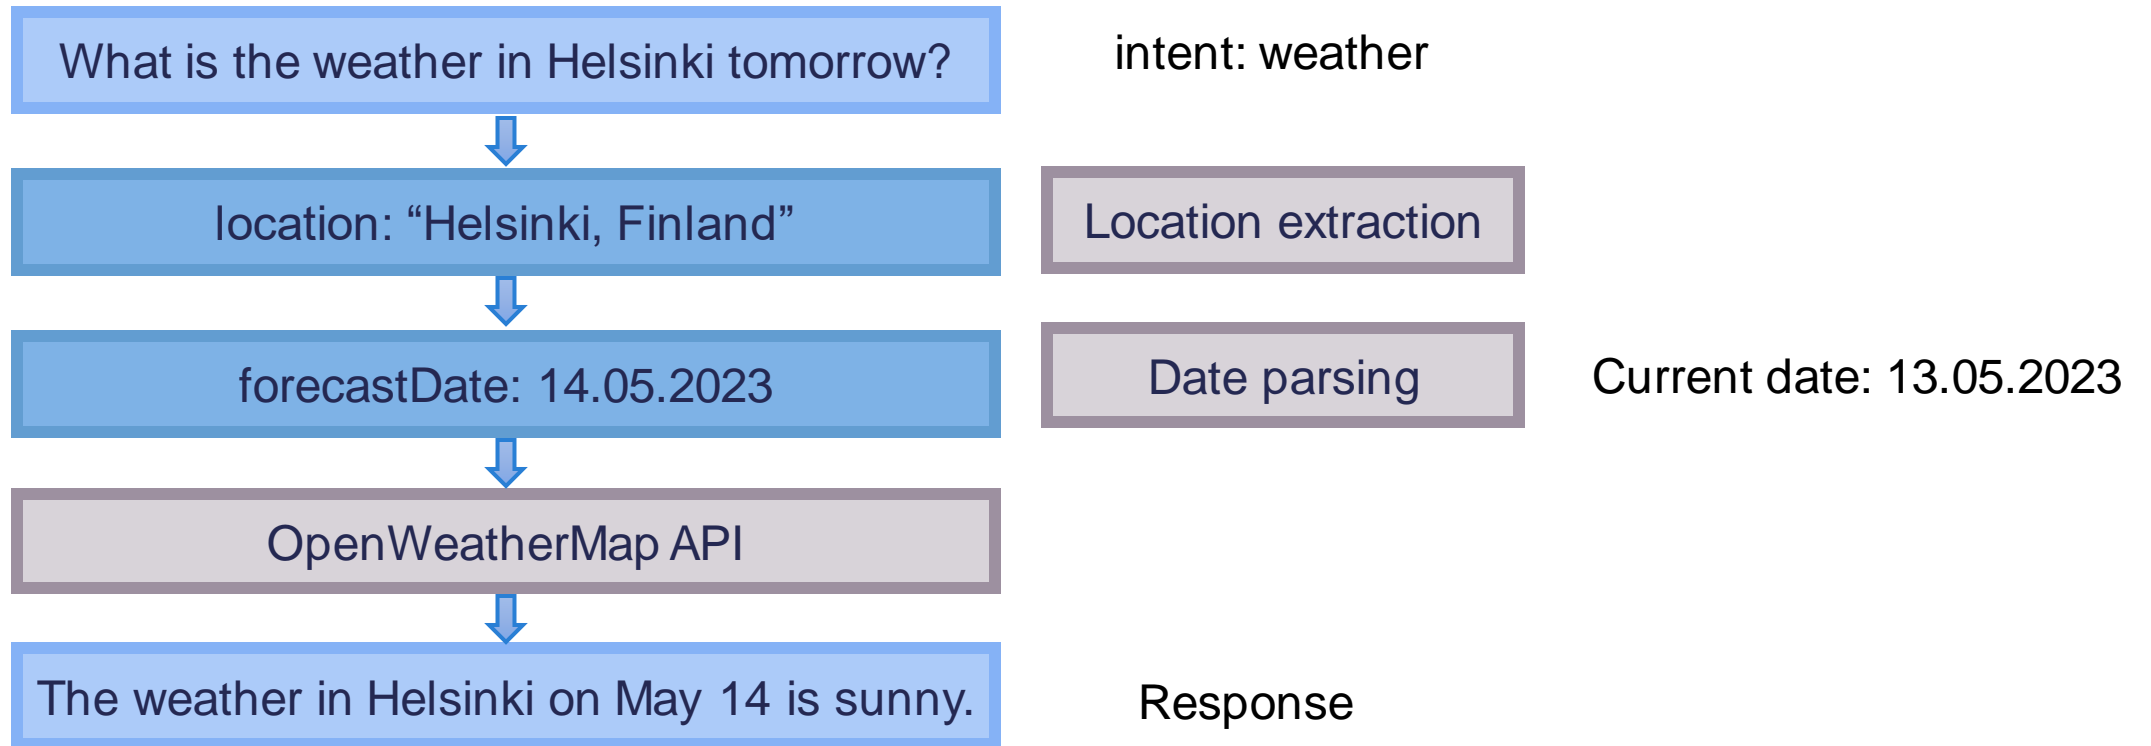 What is the weather in Helsinki tomorrow?
intent: weather
location: “Helsinki, Finland”
Location extraction
forecastDate: 14.05.2023
Date parsing
Current date: 13.05.2023
OpenWeatherMap API
The weather in Helsinki on May 14 is sunny.
Response